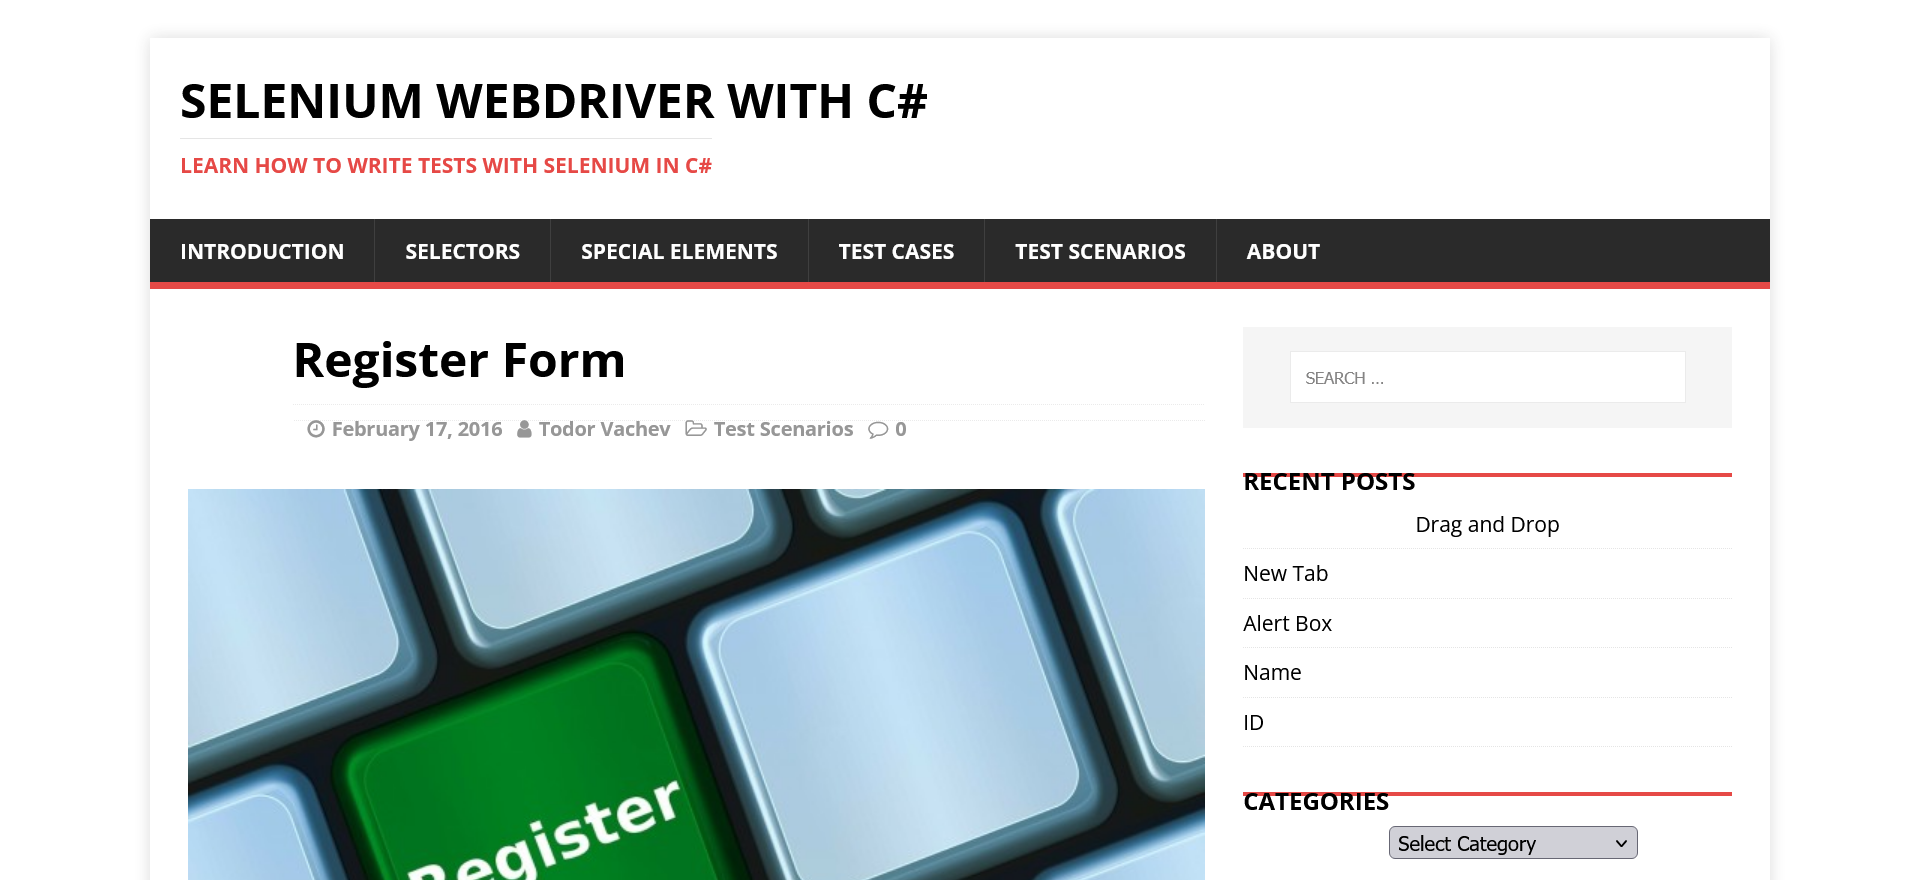 SELENIUM WEBDRIVER WITH C#
LEARN HOW TO WRITE TESTS WITH SELENIUM IN C#
INTRODUCTION SELECTORS SPECIAL ELEMENTS TEST CASES TEST SCENARIOS ABOUT
Register Form
February 17, 2016 Todor Vachev Test Scenarios 0
Register
SEARCH ...
RECENT POSTS
Drag and Drop
New Tab
Alert Box
Name
ID
CATEGORIES
Select Category